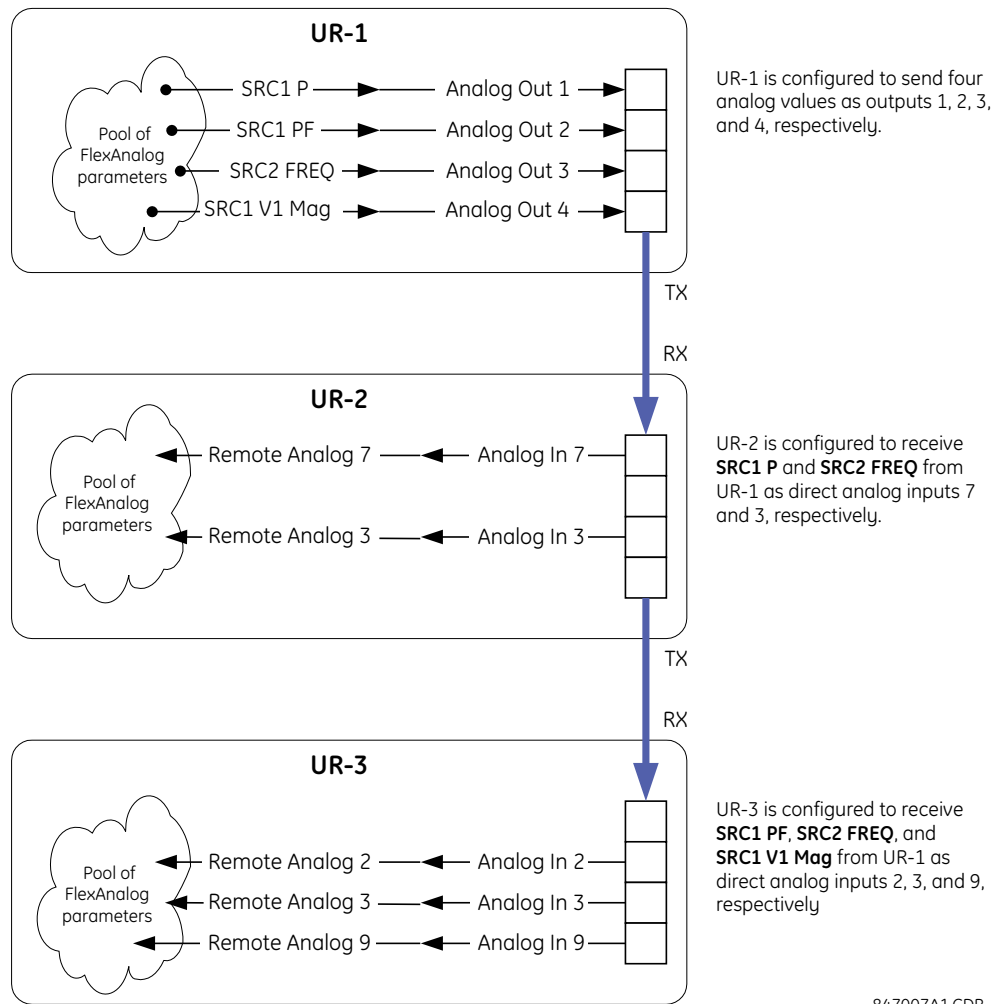 UR-1
Pool of
FlexAnalog
parameters
SRC1 P
Analog Out 1
SRC1 PF
Analog Out 2
SRC2 FREQ
Analog Out 3
SRC1 V1 Mag
Analog Out 4
UR-1 is configured to send four
analog values as outputs 1, 2, 3,
and 4, respectively.
TX
RX
UR-2
Pool of
FlexAnalog
parameters
Remote Analog 7
Analog In 7
Remote Analog 3
Analog In 3
UR-2 is configured to receive
SRC1 P and SRC2 FREQ from
UR-1 as direct analog inputs 7
and 3, respectively.
TX
RX
UR-3
Pool of
FlexAnalog
parameters
Remote Analog 2
Analog In 2
Remote Analog 3
Analog In 3
Remote Analog 9
Analog In 9
UR-3 is configured to receive
SRC1 PF, SRC2 FREQ, and
SRC1 V1 Mag from UR-1 as
direct analog inputs 2, 3, and 9,
respectively